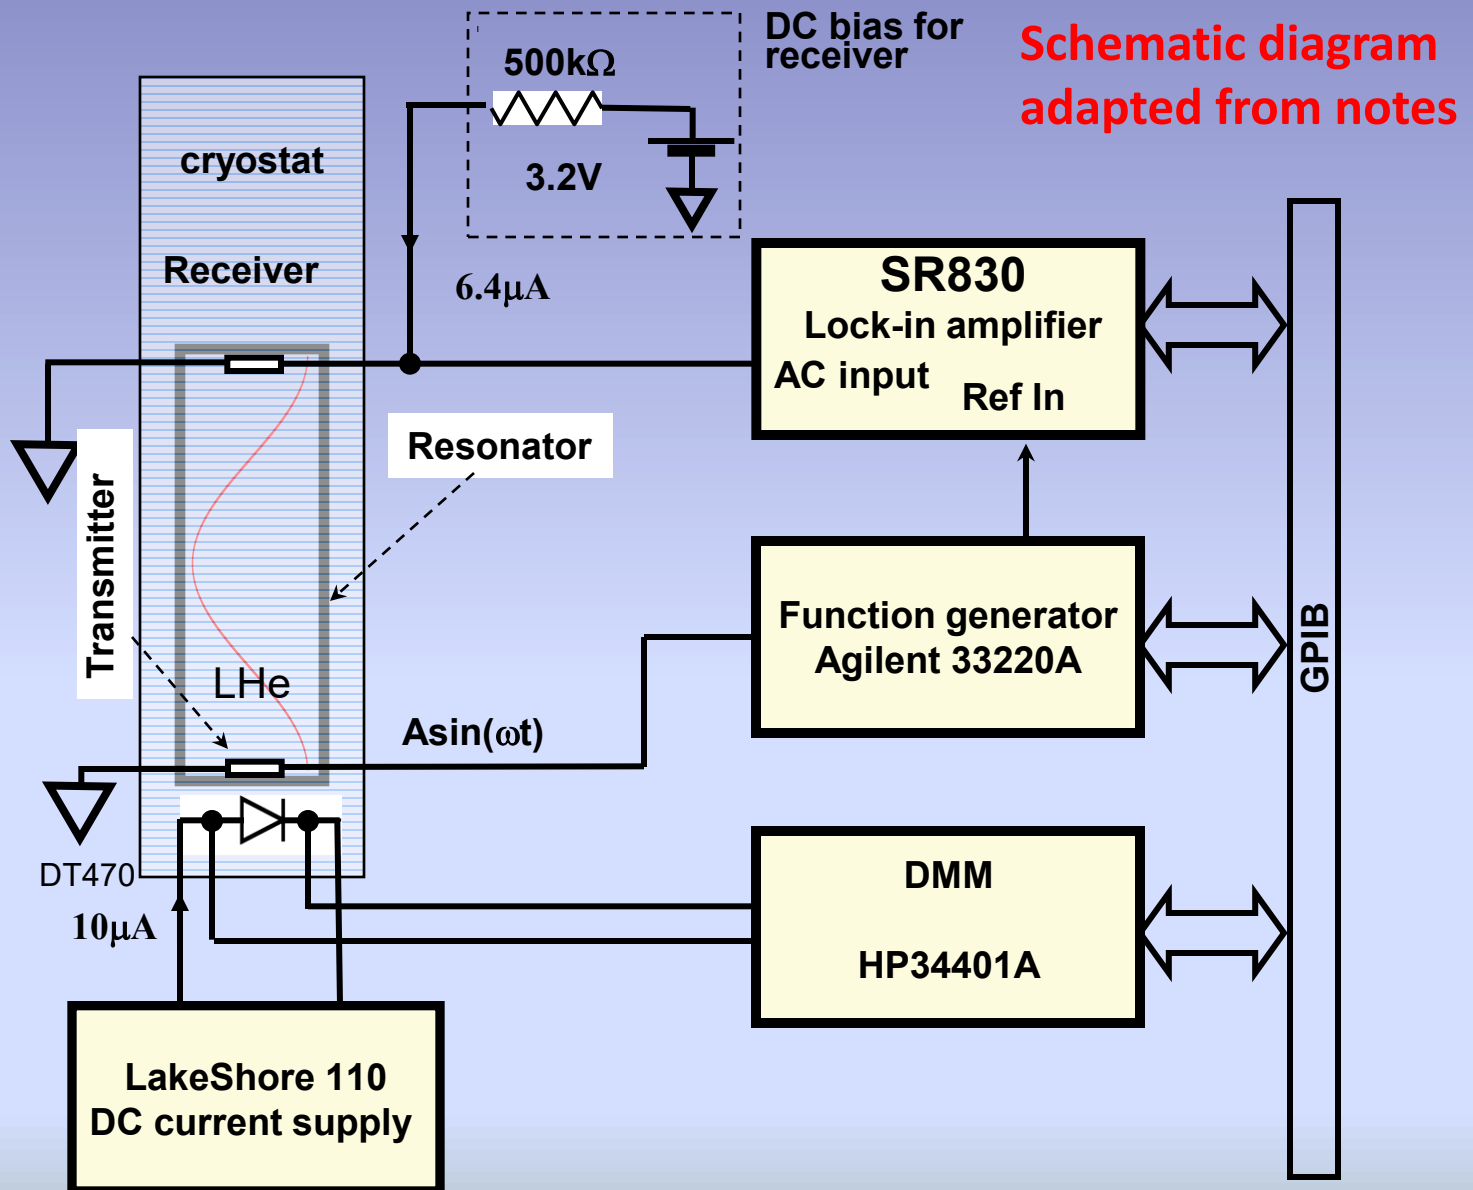 DC bias for
receiver
Schematic diagram
adapted from notes
500kΩ
3.2V
cryostat
Receiver
6.4μA
SR830
Lock-in amplifier
AC input
Ref In
Resonator
Transmitter
LHe
Asin(ωt)
Function generator
Agilent 33220A
GPIB
DT470
10μA
DMM
HP34401A
LakeShore 110
DC current supply